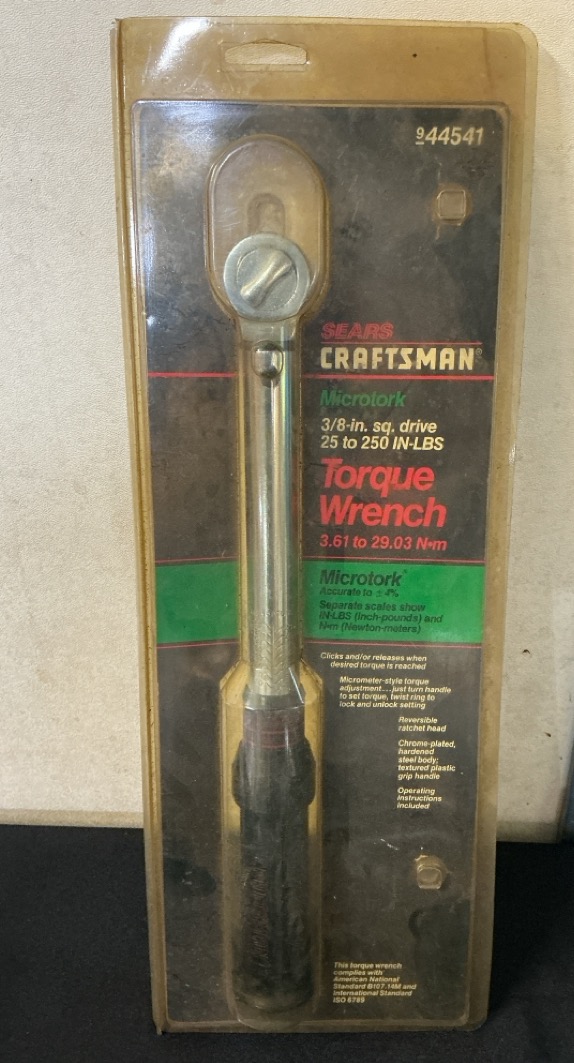 944541
SEARS
CRAFTSMAN®
Microtork
3/8-in. sq. drive
25 to 250 IN-LBS
Torque
Wrench
3.61 to 29.03 N•m
Microtork®
Accurate to ± 4%
Separate scales show
IN-LBS (inch-pounds) and
N•m (Newton-meters)
Clicks and/or releases when
desired torque is reached
Micrometer-style torque
adjustment...just turn handle
to set torque, twist ring to
lock and unlock setting
Reversible
ratchet head
Chrome-plated,
hardened
steel body;
textured plastic
grip handle
Operating
instructions
included
This torque wrench
complies with
American National
Standard B107.14M and
International Standard
ISO 6789